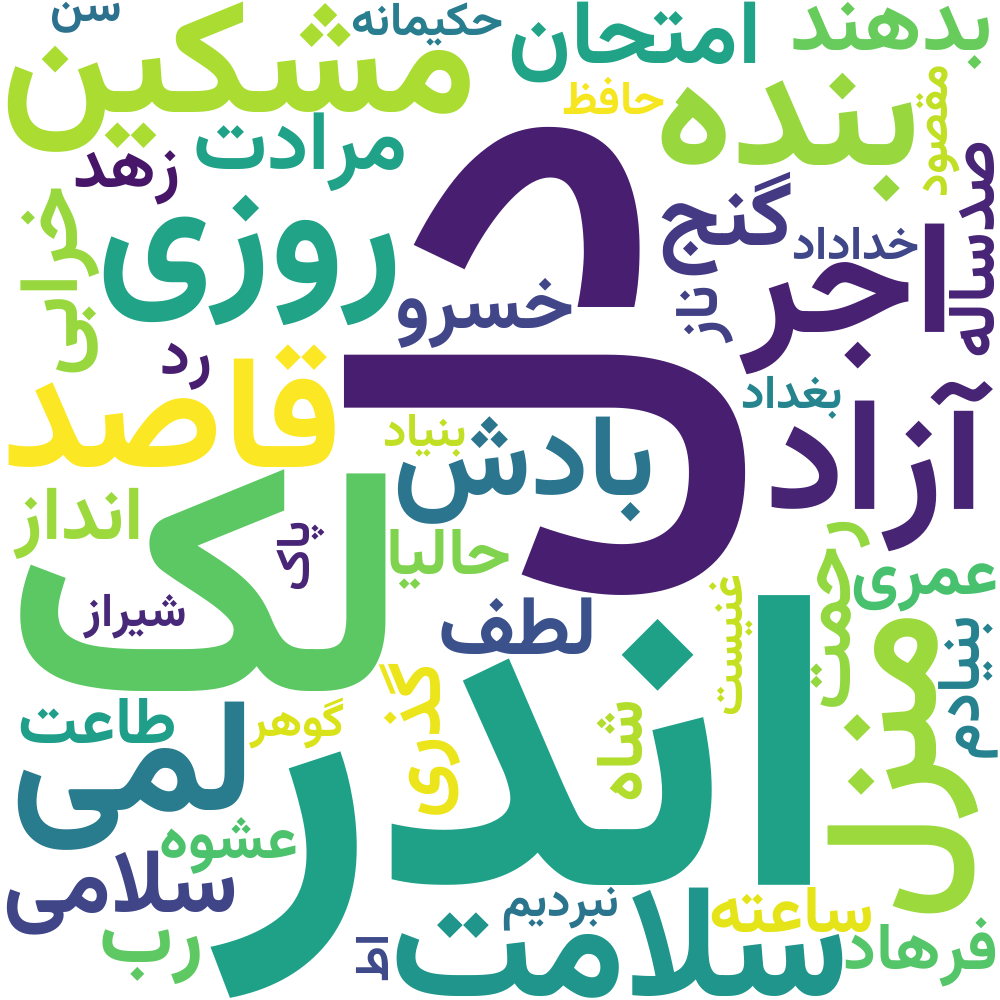 سن
حکیمانه
امتحان
بدهند
مشکین
حافظ
بنده
مقصود
مرادت
زهد
صدساله
گنج
روزی
خرابی
خداداد
اجر
خسرو
ناز
رد
قاصد
بغداد
آزاد
بنیاد
بادش
لک
انداز
پاک
حالیا
رحمت
عمری
شیراز
لطف
غنیست
منزل
بنیادم
اندر
طاعت
گوهر
گذری
شاه
لمی
عشوه
سلامی
نبردیم
ساعته
سلامت
فرهاد
رب
اط